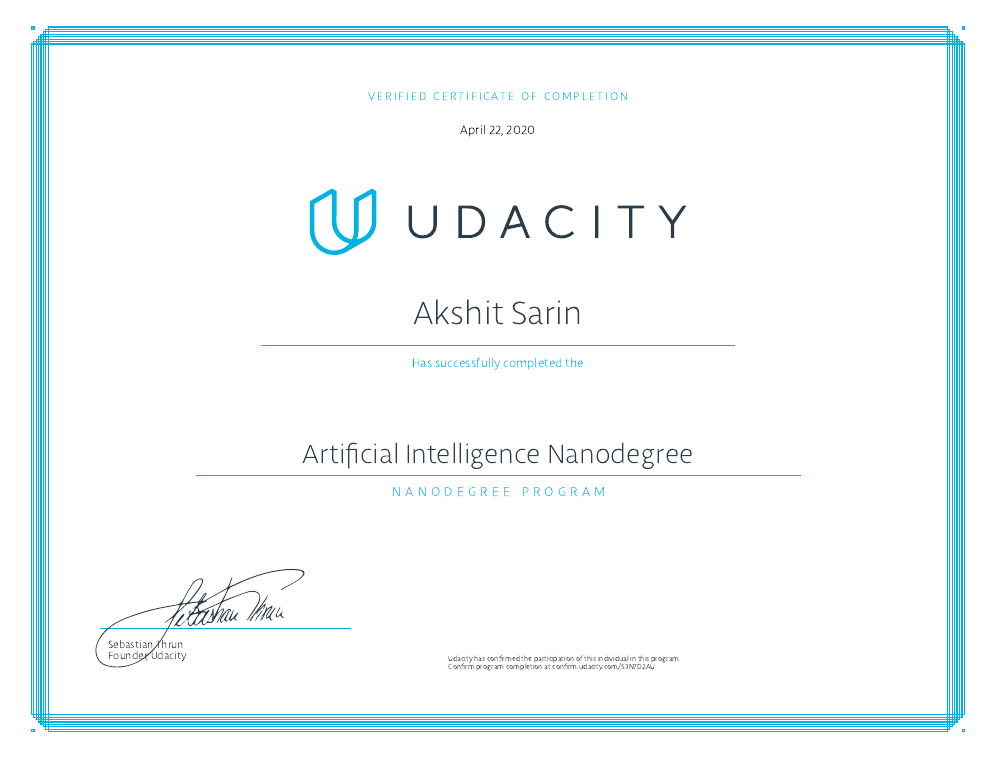 VERIFIED CERTIFICATE OF COMPLETION
April 22, 2020
UDACITY
Akshit Sarin
Has successfully completed the
Artificial Intelligence Nanodegree
NANODEGREE PROGRAM
Sebastian Thrun
Sebastian Thrun
Founder, Udacity
Udacity has confirmed the participation of this individual in this program.
Confirm program completion at confirm.udacity.com/S3N7D2AU